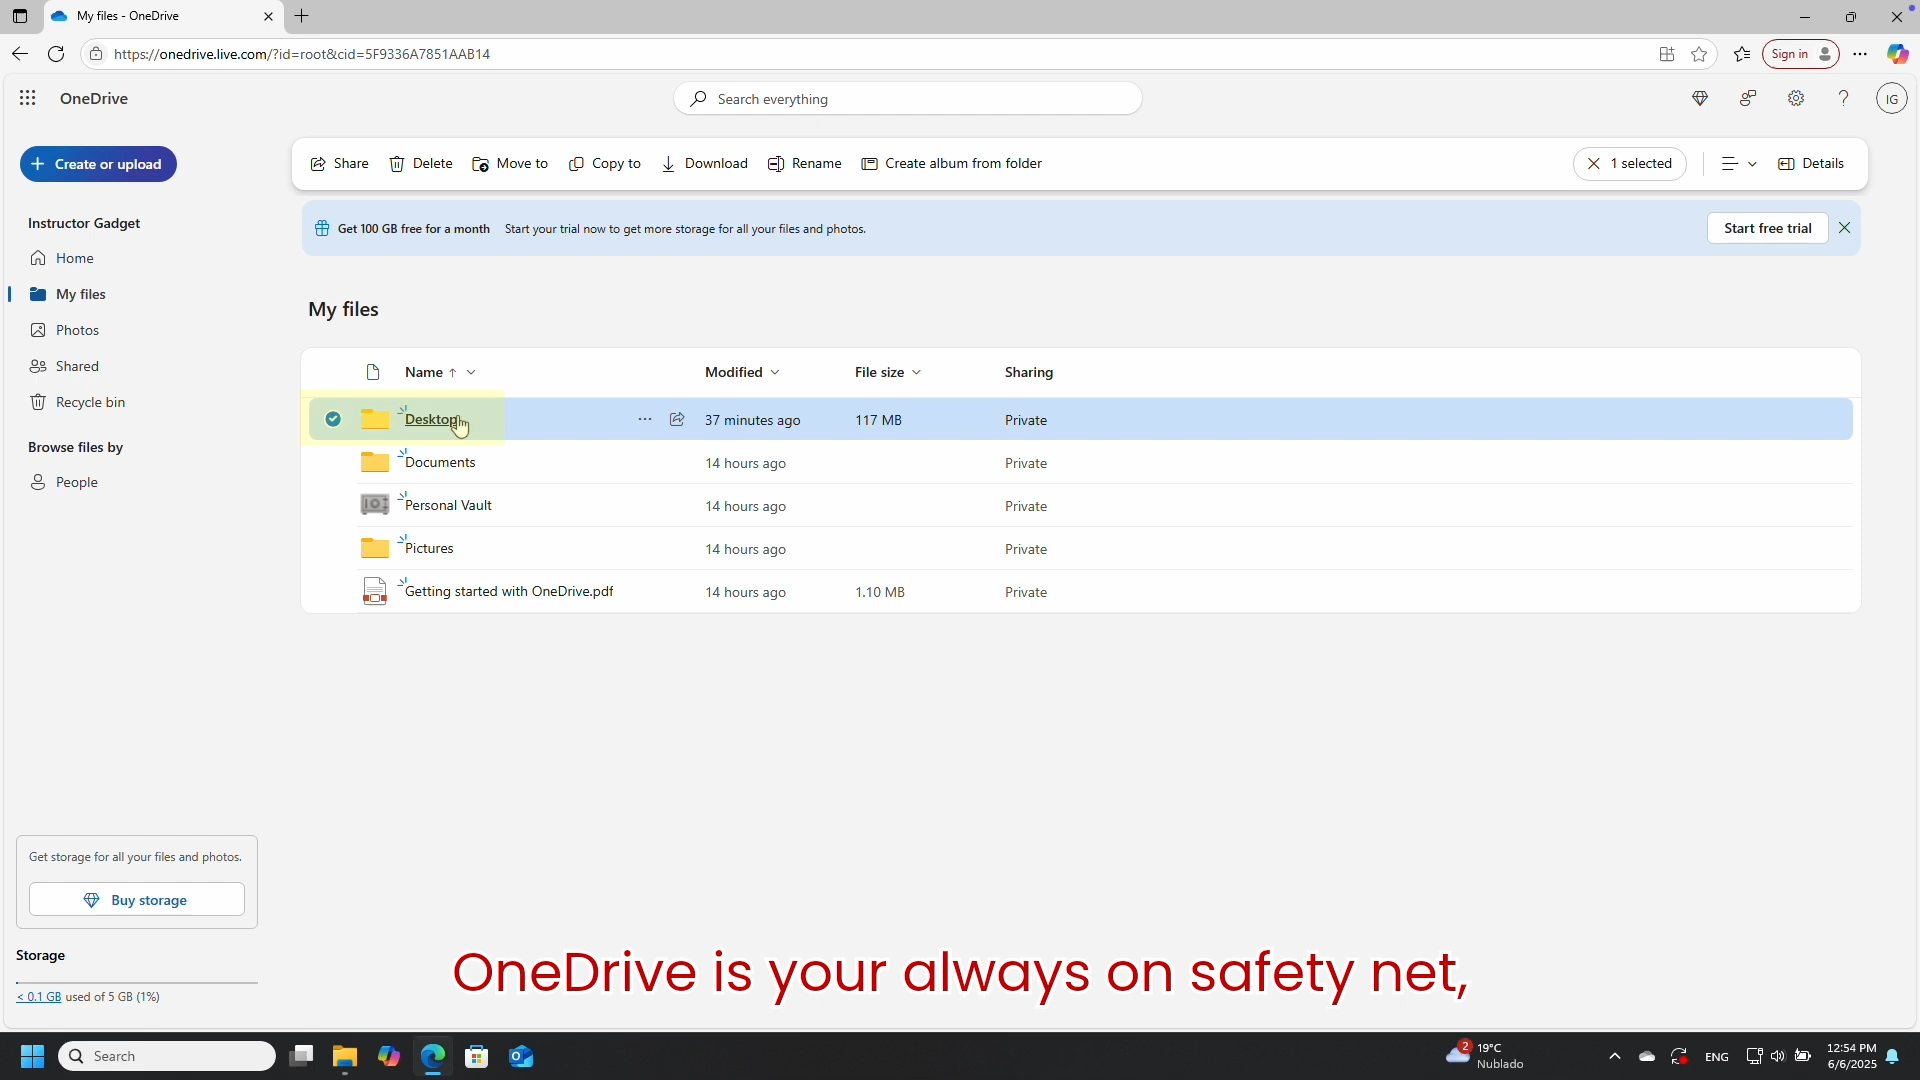 My files - OneDrive
https://onedrive.live.com/?id=root&cid=5F9336A7851AAB14
Sign in
OneDrive
Search everything
IG
Create or upload
Share Delete Move to Copy to Download Rename Create album from folder
1 selected
Details
Get 100 GB free for a month Start your trial now to get more storage for all your files and photos.
Start free trial
Instructor Gadget
Home
My files
Photos
Shared
Recycle bin
Browse files by
People
My files
Name Modified File size Sharing
Desktop 37 minutes ago 117 MB Private
Documents 14 hours ago Private
Personal Vault 14 hours ago Private
Pictures 14 hours ago Private
Getting started with OneDrive.pdf 14 hours ago 1.10 MB Private
Get storage for all your files and photos.
Buy storage
Storage
< 0.1 GB used of 5 GB (1%)
OneDrive is your always on safety net,
Search
2
19°C
Nublado
ENG
12:54 PM
6/6/2025